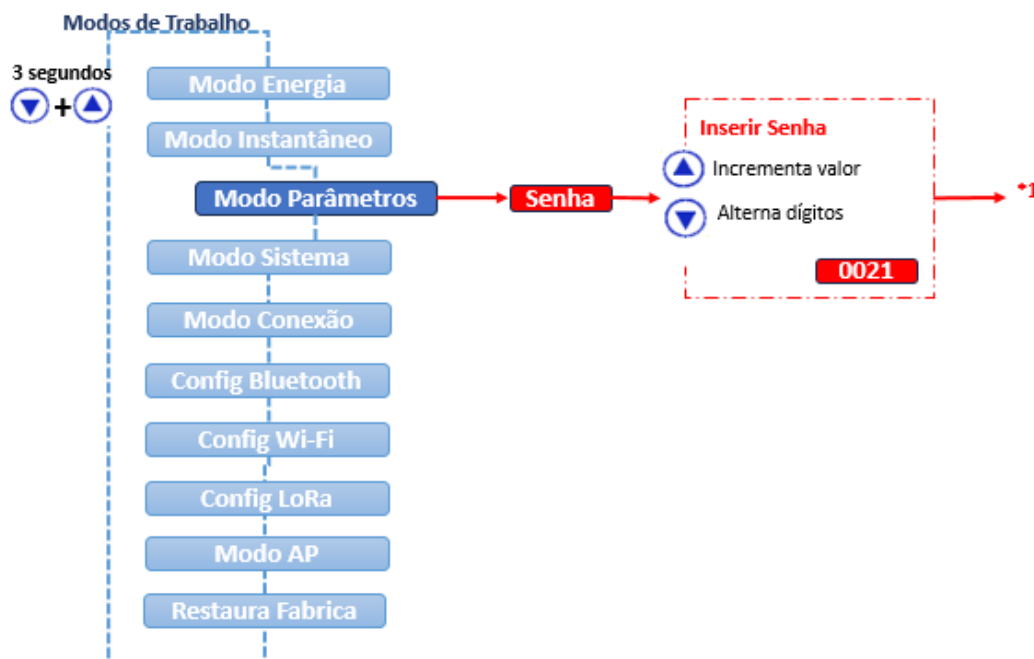 Modos de Trabalho
3 segundos
+
Modo Energia
Modo Instantâneo
Modo Parâmetros
Modo Sistema
Modo Conexão
Config Bluetooth
Config Wi-Fi
Config LoRa
Modo AP
Restaura Fabrica
Senha
Inserir Senha
Incrementa valor
Alterna dígitos
0021
*1